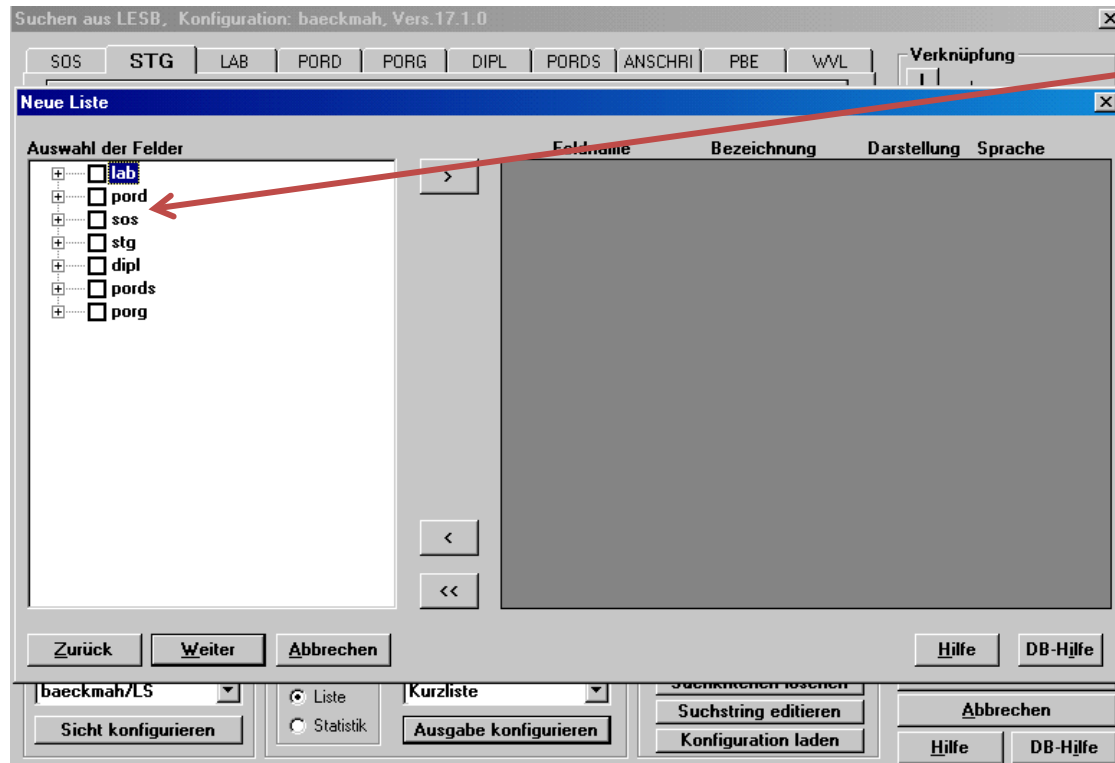 Suchen aus LESB, Konfiguration: baeckmah, Vers.17.1.0
SOS STG LAB PORD PORG DIPL PORDS ANSCHRI PBE WVL Verknüpfung
Neue Liste
Auswahl der Felder Feldname Bezeichnung Darstellung Sprache
lab >
pord
sos
stg
dipl
pords
porg
<
<<
Zurück Weiter Abbrechen Hilfe DB-Hilfe
baeckmah/LS Liste Kurzliste Suchkriterien löschen
Statistik Suchstring editieren Abbrechen
Sicht konfigurieren Ausgabe konfigurieren Konfiguration laden Hilfe DB-Hilfe